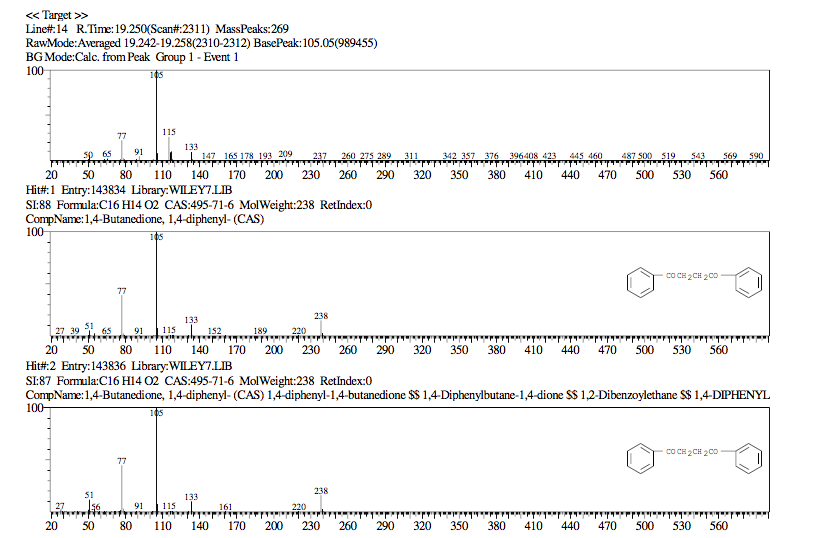 << Target >>
Line#:14 R.Time:19.250(Scan#:2311) MassPeaks:269
RawMode:Averaged 19.242-19.258(2310-2312) BasePeak:105.05(989455)
BG Mode:Calc. from Peak Group 1 - Event 1
100
105
77
115
50 65 91 133 147 165 178 193 209 237 260 275 289 311 342 357 376 396 408 423 445 460 487 500 519 543 569 590
20 50 80 110 140 170 200 230 260 290 320 350 380 410 440 470 500 530 560
Hit#:1 Entry:143834 Library:WILEY7.LIB
SI:88 Formula:C16 H14 O2 CAS:495-71-6 MolWeight:238 RetIndex:0
CompName:1,4-Butanedione, 1,4-diphenyl- (CAS)
100
105
COCH2CH2CO
77
133 238
27 39 51 65 91 115 152 189 220
20 50 80 110 140 170 200 230 260 290 320 350 380 410 440 470 500 530 560
Hit#:2 Entry:143836 Library:WILEY7.LIB
SI:87 Formula:C16 H14 O2 CAS:495-71-6 MolWeight:238 RetIndex:0
CompName:1,4-Butanedione, 1,4-diphenyl- (CAS) 1,4-diphenyl-1,4-butanedione $$ 1,4-Diphenylbutane-1,4-dione $$ 1,2-Dibenzoylethane $$ 1,4-DIPHENYL
100
105
COCH2CH2CO
77
51 133 238
27 56 91 115 161 220
20 50 80 110 140 170 200 230 260 290 320 350 380 410 440 470 500 530 560